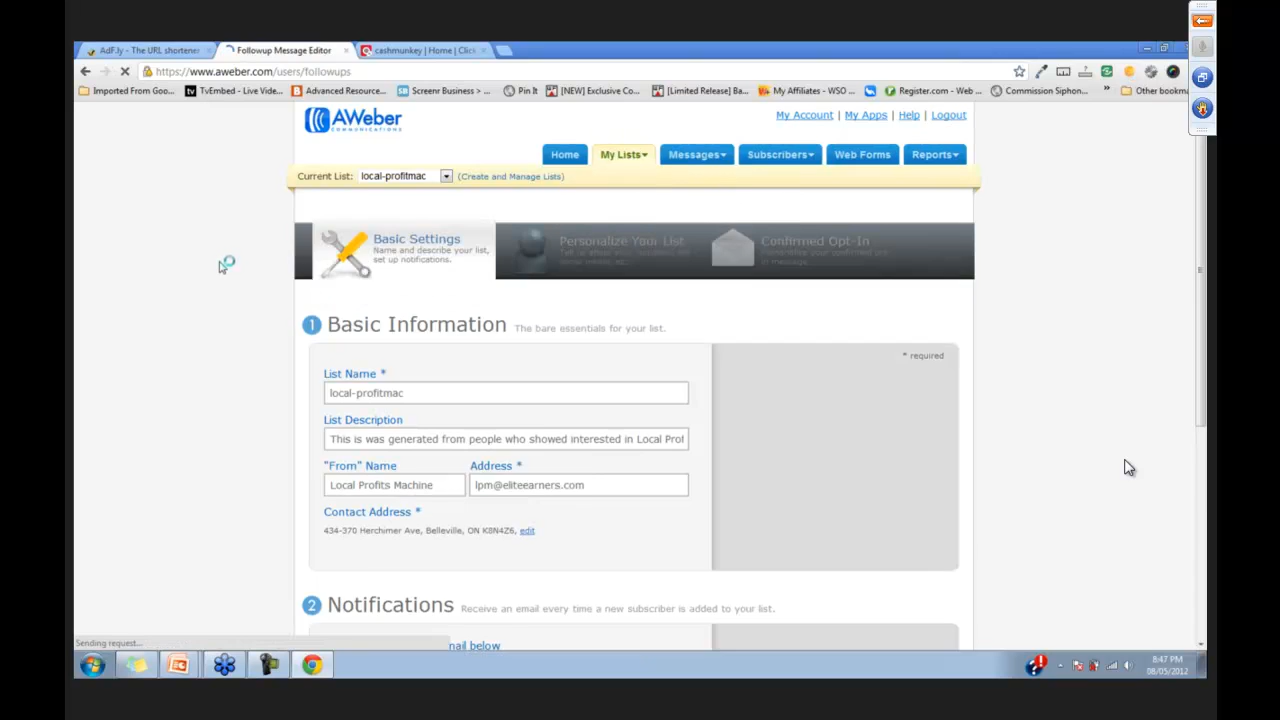 AdF.ly - The URL shortener
Followup Message Editor
cashmunkey | Home | Click
https://www.aweber.com/users/followups
Imported From Goo...
TvEmbed - Live Vide...
Advanced Resource...
Screenr Business > ...
Pin It
[NEW] Exclusive Co...
[Limited Release] Ba...
My Affiliates - WSO ...
Register.com - Web ...
Commission Siphon...
Other bookma
AWeber
COMMUNICATIONS
My Account | My Apps | Help | Logout
Home
My Lists
Messages
Subscribers
Web Forms
Reports
Current List: local-profitmac (Create and Manage Lists)
Basic Settings
Name and describe your list,
set up notifications.
Personalize Your List
Confirmed Opt-In
1 Basic Information The bare essentials for your list.
* required
List Name *
local-profitmac
List Description
This is was generated from people who showed interested in Local Prof
"From" Name
Address *
Local Profits Machine
lpm@eliteearners.com
Contact Address *
434-370 Herchimer Ave, Belleville, ON K8N4Z6, edit
2 Notifications Receive an email every time a new subscriber is added to your list.
Sending request...
nail below
8:47 PM
08/05/2012